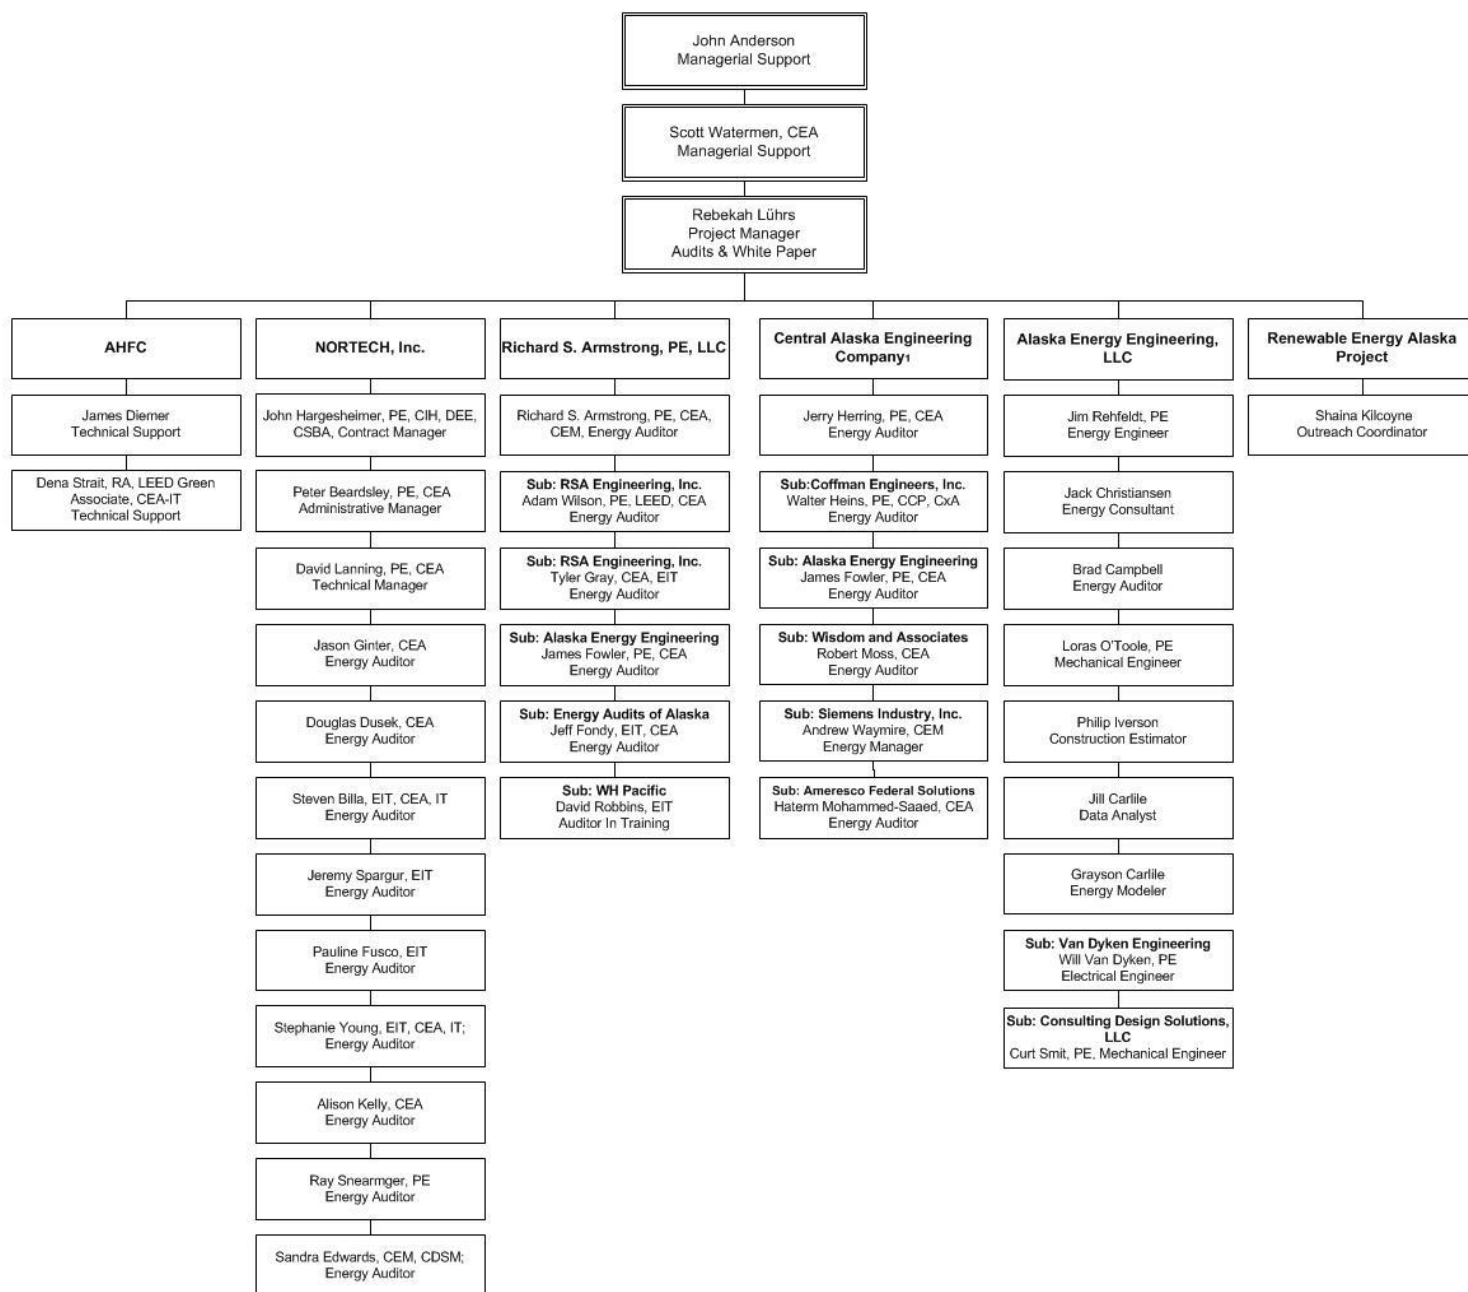 John Anderson
Managerial Support
Scott Watermen, CEA
Managerial Support
Rebekah Lührs
Project Manager
Audits & White Paper
AHFC
James Diemer
Technical Support
Dena Strait, RA, LEED Green
Associate, CEA-IT
Technical Support
NORTECH, Inc.
John Hargesheimer, PE, CIH, DEE,
CSBA, Contract Manager
Peter Beardsley, PE, CEA
Administrative Manager
David Lanning, PE, CEA
Technical Manager
Jason Ginter, CEA
Energy Auditor
Douglas Dusek, CEA
Energy Auditor
Steven Billa, EIT, CEA, IT
Energy Auditor
Jeremy Spargur, EIT
Energy Auditor
Pauline Fusco, EIT
Energy Auditor
Stephanie Young, EIT, CEA, IT;
Energy Auditor
Alison Kelly, CEA
Energy Auditor
Ray Snearmger, PE
Energy Auditor
Sandra Edwards, CEM, CDSM;
Energy Auditor
Richard S. Armstrong, PE, LLC
Richard S. Armstrong, PE, CEA,
CEM, Energy Auditor
Sub: RSA Engineering, Inc.
Adam Wilson, PE, LEED, CEA
Energy Auditor
Sub: RSA Engineering, Inc.
Tyler Gray, CEA, EIT
Energy Auditor
Sub: Alaska Energy Engineering
James Fowler, PE, CEA
Energy Auditor
Sub: Energy Audits of Alaska
Jeff Fondy, EIT, CEA
Energy Auditor
Sub: WH Pacific
David Robbins, EIT
Auditor In Training
Central Alaska Engineering
Company1
Jerry Herring, PE, CEA
Energy Auditor
Sub:Coffman Engineers, Inc.
Walter Heins, PE, CCP, CxA
Energy Auditor
Sub: Alaska Energy Engineering
James Fowler, PE, CEA
Energy Auditor
Sub: Wisdom and Associates
Robert Moss, CEA
Energy Auditor
Sub: Siemens Industry, Inc.
Andrew Waymire, CEM
Energy Manager
Sub: Ameresco Federal Solutions
Haterm Mohammed-Saaed, CEA
Energy Auditor
Alaska Energy Engineering,
LLC
Jim Rehfeldt, PE
Energy Engineer
Jack Christiansen
Energy Consultant
Brad Campbell
Energy Auditor
Loras O'Toole, PE
Mechanical Engineer
Philip Iverson
Construction Estimator
Jill Carlile
Data Analyst
Grayson Carlile
Energy Modeler
Sub: Van Dyken Engineering
Will Van Dyken, PE
Electrical Engineer
Sub: Consulting Design Solutions,
LLC
Curt Smit, PE, Mechanical Engineer
Renewable Energy Alaska
Project
Shaina Kilcoyne
Outreach Coordinator